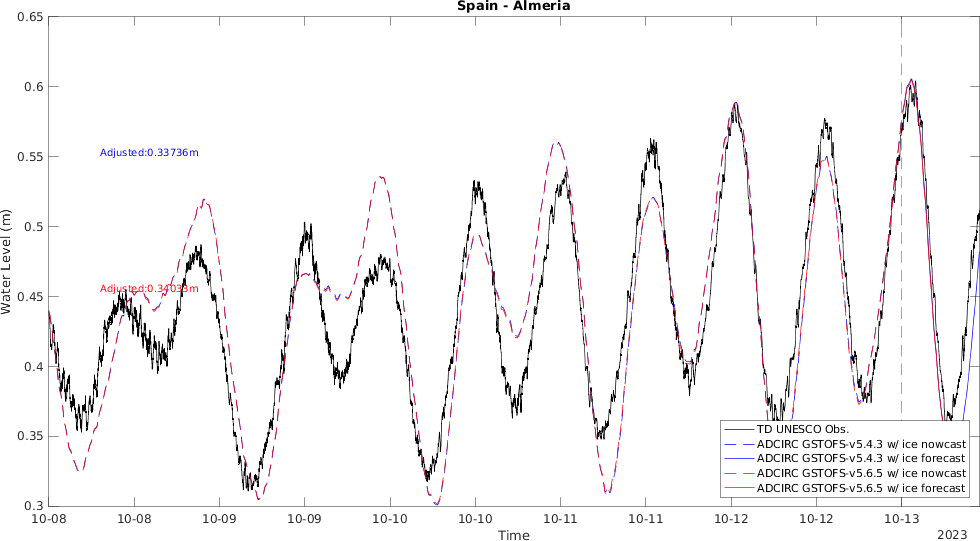 Spain - Almeria
0.65
0.6
0.55
0.5
0.45
0.4
0.35
0.3
Water Level (m)
Adjusted:0.33736m
Adjusted:0.34033m
TD UNESCO Obs.
ADCIRC GSTOFS-v5.4.3 w/ ice nowcast
ADCIRC GSTOFS-v5.4.3 w/ ice forecast
ADCIRC GSTOFS-v5.6.5 w/ ice nowcast
ADCIRC GSTOFS-v5.6.5 w/ ice forecast
10-08 10-08 10-09 10-09 10-10 10-10 10-11 10-11 10-12 10-12 10-13
Time
2023